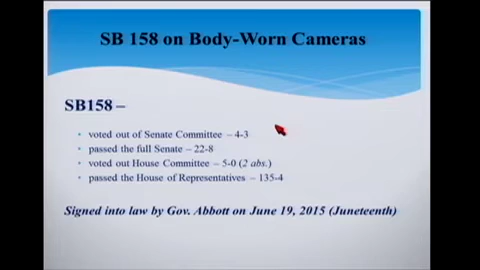 SB 158 on Body-Worn Cameras
SB158 –
• voted out of Senate Committee – 4-3
• passed the full Senate – 22-8
• voted out House Committee – 5-0 (2 abs.)
• passed the House of Representatives – 135-4
Signed into law by Gov. Abbott on June 19, 2015 (Juneteenth)